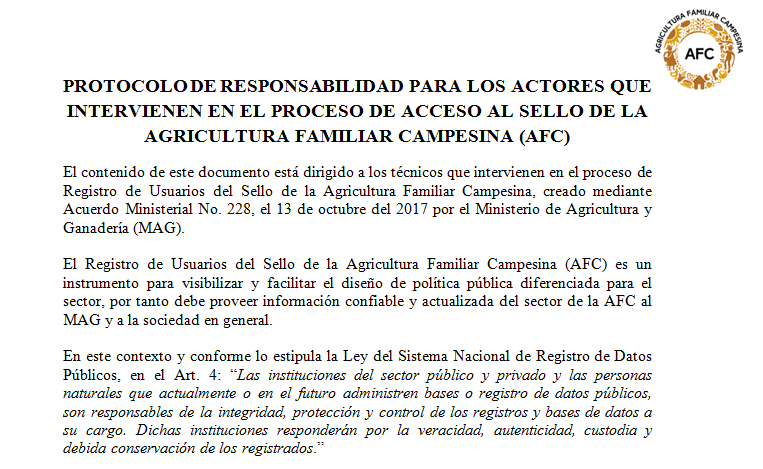 AGRICULTURA FAMILIAR CAMPESINA
AFC
PROTOCOLO DE RESPONSABILIDAD PARA LOS ACTORES QUE
INTERVIENEN EN EL PROCESO DE ACCESO AL SELLO DE LA
AGRICULTURA FAMILIAR CAMPESINA (AFC)
El contenido de este documento está dirigido a los técnicos que intervienen en el proceso de
Registro de Usuarios del Sello de la Agricultura Familiar Campesina, creado mediante
Acuerdo Ministerial No. 228, el 13 de octubre del 2017 por el Ministerio de Agricultura y
Ganadería (MAG).
El Registro de Usuarios del Sello de la Agricultura Familiar Campesina (AFC) es un
instrumento para visibilizar y facilitar el diseño de política pública diferenciada para el
sector, por tanto debe proveer información confiable y actualizada del sector de la AFC al
MAG y a la sociedad en general.
En este contexto y conforme lo estipula la Ley del Sistema Nacional de Registro de Datos
Públicos, en el Art. 4: “Las instituciones del sector público y privado y las personas
naturales que actualmente o en el futuro administren bases o registro de datos públicos,
son responsables de la integridad, protección y control de los registros y bases de datos a
su cargo. Dichas instituciones responderán por la veracidad, autenticidad, custodia y
debida conservación de los registrados.”